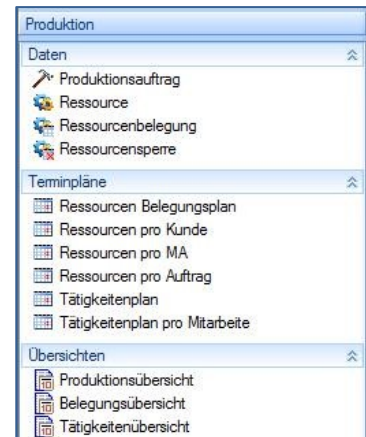 Produktion
Daten
Produktionsauftrag
Ressource
Ressourcenbelegung
Ressourcensperre
Terminpläne
Ressourcen Belegungsplan
Ressourcen pro Kunde
Ressourcen pro MA
Ressourcen pro Auftrag
Tätigkeitenplan
Tätigkeitenplan pro Mitarbeite
Übersichten
Produktionsübersicht
Belegungsübersicht
Tätigkeitenübersicht